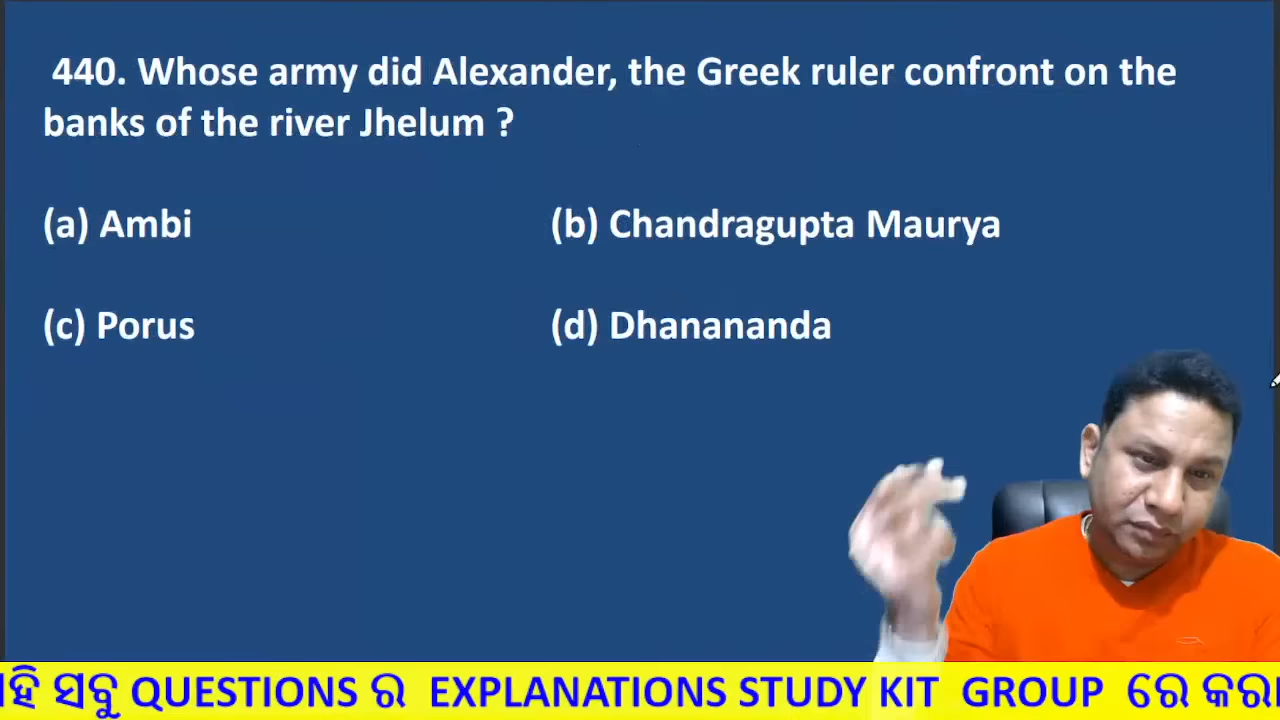 440. Whose army did Alexander, the Greek ruler confront on the
banks of the river Jhelum ?
(a) Ambi
(b) Chandragupta Maurya
(c) Porus
(d) Dhanananda
ସବୁ QUESTIONS ର EXPLANATIONS STUDY KIT GROUP ରେ